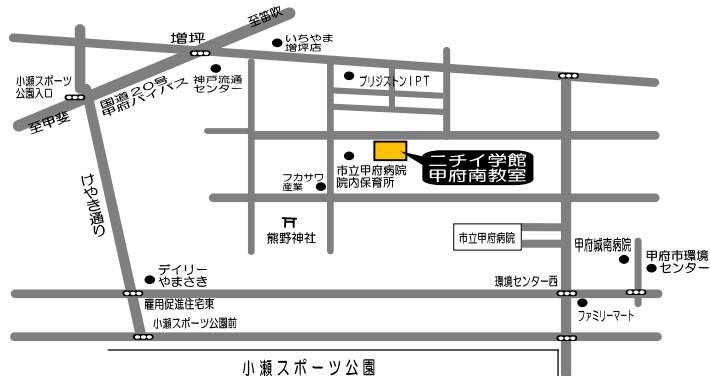 至笛吹
増坪
いちやま
増坪店
小瀬スポーツ
公園入口
国道20号
甲府バイパス
神戸流通
センター
ブリジストンIPT
至甲斐
ニチイ学館
甲府南教室
市立甲府病院
院内保育所
フカサワ
産業
けやき通り
熊野神社
市立甲府病院
甲府城南病院
甲府市環境
センター
デイリー
やまさき
環境センター西
雇用促進住宅東
ファミリーマート
小瀬スポーツ公園前
小瀬スポーツ公園